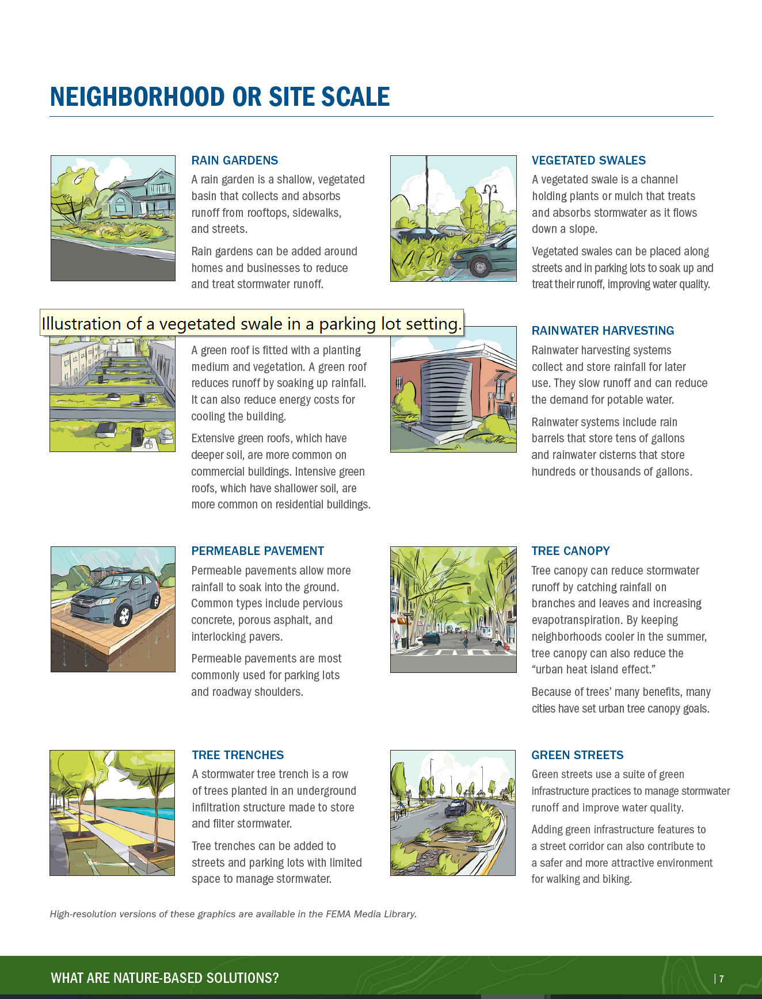 NEIGHBORHOOD OR SITE SCALE
RAIN GARDENS
A rain garden is a shallow, vegetated
basin that collects and absorbs
runoff from rooftops, sidewalks,
and streets.
Rain gardens can be added around
homes and businesses to reduce
and treat stormwater runoff.
VEGETATED SWALES
A vegetated swale is a channel
holding plants or mulch that treats
and absorbs stormwater as it flows
down a slope.
Vegetated swales can be placed along
streets and in parking lots to soak up and
treat their runoff, improving water quality.
Illustration of a vegetated swale in a parking lot setting.
A green roof is fitted with a planting
medium and vegetation. A green roof
reduces runoff by soaking up rainfall.
It can also reduce energy costs for
cooling the building.
Extensive green roofs, which have
deeper soil, are more common on
commercial buildings. Intensive green
roofs, which have shallower soil, are
more common on residential buildings.
RAINWATER HARVESTING
Rainwater harvesting systems
collect and store rainfall for later
use. They slow runoff and can reduce
the demand for potable water.
Rainwater systems include rain
barrels that store tens of gallons
and rainwater cisterns that store
hundreds or thousands of gallons.
PERMEABLE PAVEMENT
Permeable pavements allow more
rainfall to soak into the ground.
Common types include pervious
concrete, porous asphalt, and
interlocking pavers.
Permeable pavements are most
commonly used for parking lots
and roadway shoulders.
TREE CANOPY
Tree canopy can reduce stormwater
runoff by catching rainfall on
branches and leaves and increasing
evapotranspiration. By keeping
neighborhoods cooler in the summer,
tree canopy can also reduce the
“urban heat island effect.”
Because of trees’ many benefits, many
cities have set urban tree canopy goals.
TREE TRENCHES
A stormwater tree trench is a row
of trees planted in an underground
infiltration structure made to store
and filter stormwater.
Tree trenches can be added to
streets and parking lots with limited
space to manage stormwater.
GREEN STREETS
Green streets use a suite of green
infrastructure practices to manage stormwater
runoff and improve water quality.
Adding green infrastructure features to
a street corridor can also contribute to
a safer and more attractive environment
for walking and biking.
High-resolution versions of these graphics are available in the FEMA Media Library.
WHAT ARE NATURE-BASED SOLUTIONS?
| 7